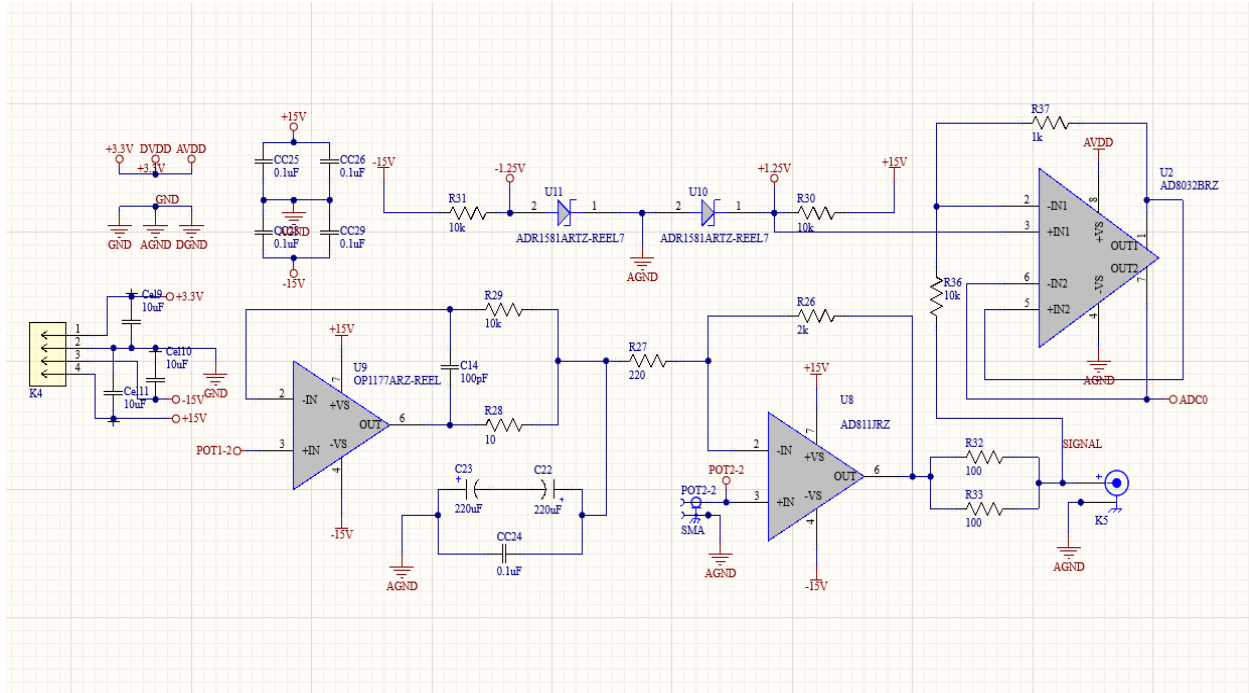 +3.3V DVDD AVDD
+3.3V
GND
GND AGND DGND
+15V
CC25
0.1uF
CC26
0.1uF
AGND
CC28
0.1uF
CC29
0.1uF
-15V
-15V
R31
10k
-1.25V
2 U11 1
ADR1581ARTZ-REEL7
AGND
2 U10 1
ADR1581ARTZ-REEL7
+1.25V
R30
10k
+15V
R37
1k
AVDD
U2
AD8032BRZ
2 -IN1
3 +IN1
6 -IN2
5 +IN2
8 +VS
-VS 4
OUT1 1
OUT2 7
AGND
R36
10k
ADC0
Cel9
10uF
+3.3V
1
2
3
4
K4
Cel10
10uF
GND
Cel11
10uF
-15V
+15V
R29
10k
+15V
U9
OP1177ARZ-REEL
C14
100pF
2 -IN
3 +IN
7 +VS
-VS 4
OUT 6
POT1-2
-15V
R28
10
C23
+
220uF
C22
+
220uF
CC24
0.1uF
AGND
R27
220
R26
2k
+15V
U8
AD811JRZ
2 -IN
3 +IN
7 +VS
-VS 4
OUT 6
POT2-2
POT2-2
SMA
AGND
-15V
R32
100
R33
100
SIGNAL
+
K5
AGND